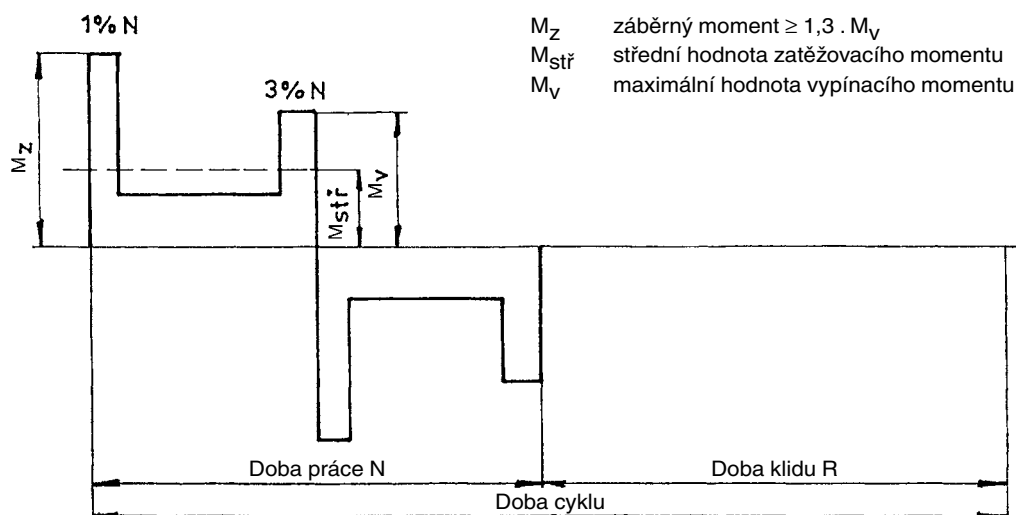 1% N
M_Z záběrný moment ≥ 1,3 . M_V
M_stř střední hodnota zatěžovacího momentu
M_V maximální hodnota vypínacího momentu
3% N
M_Z
M_stř
M_V
Doba práce N
Doba klidu R
Doba cyklu